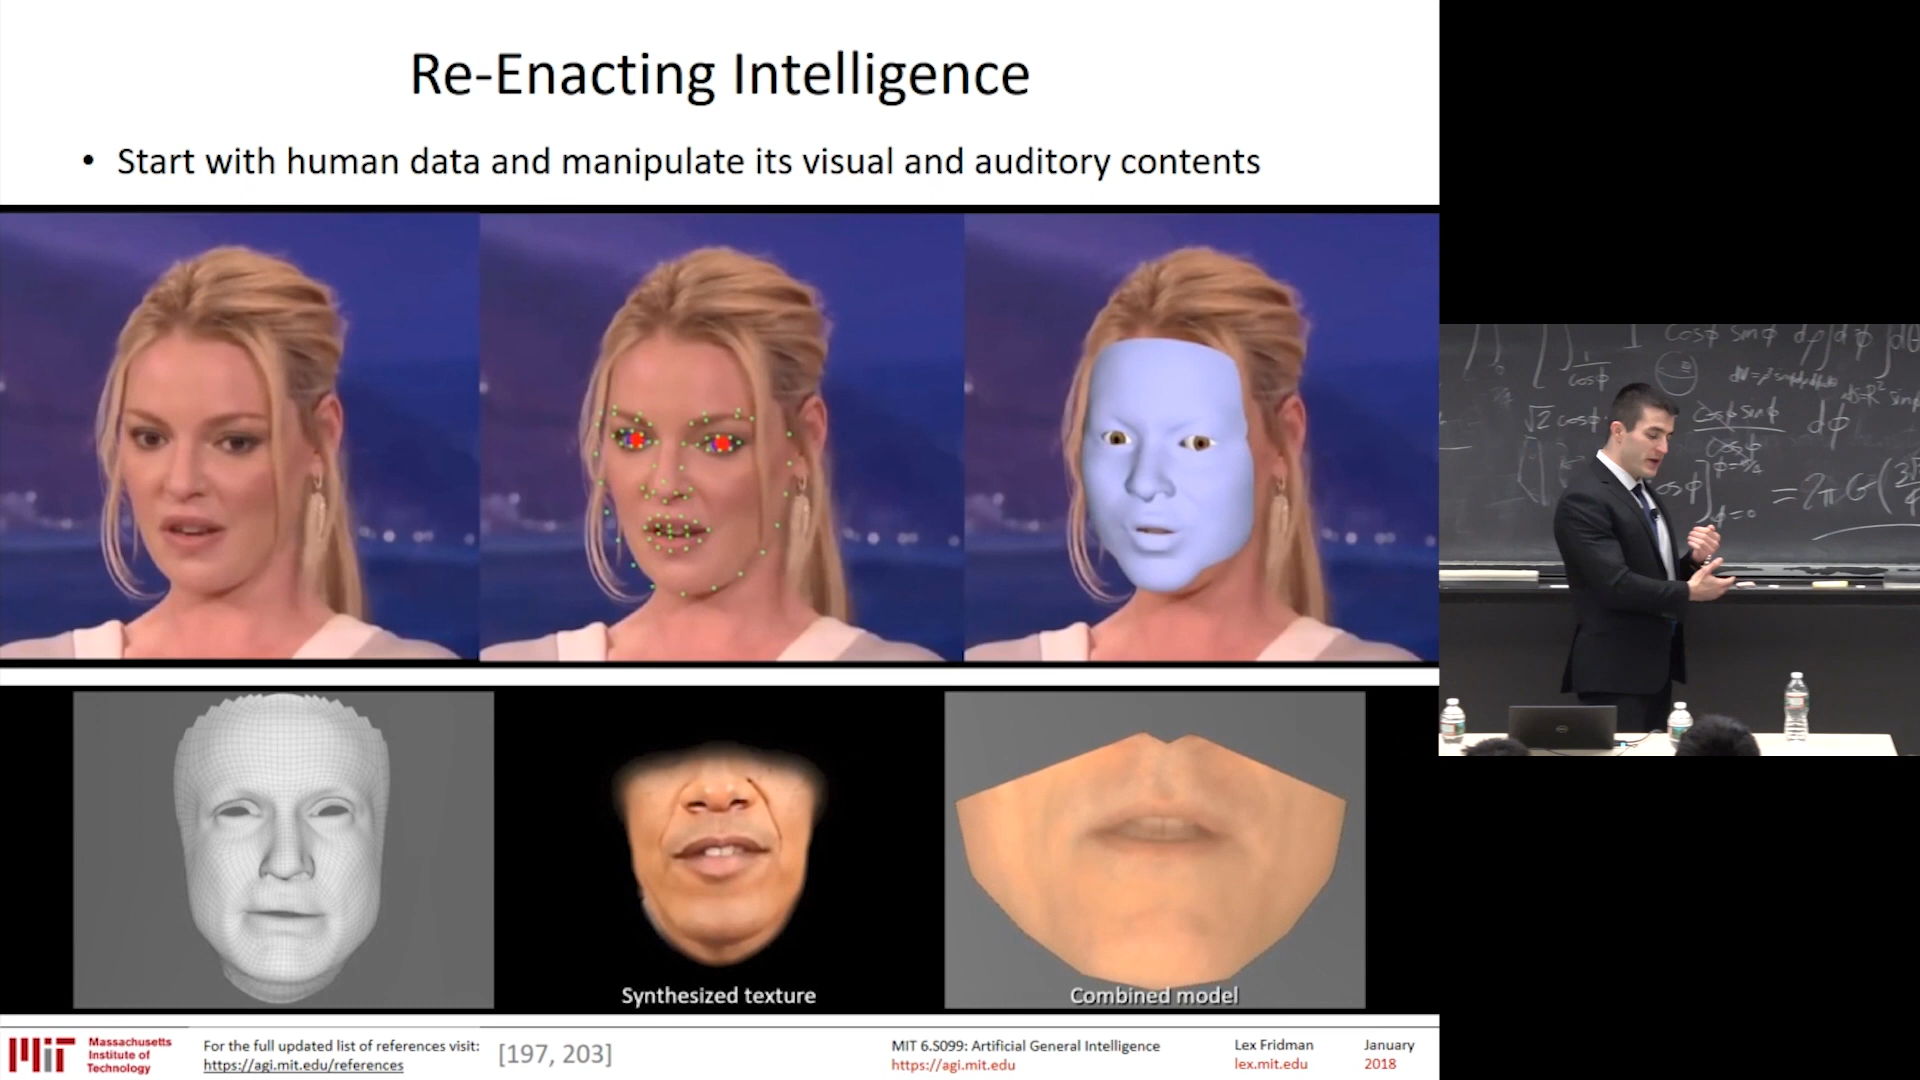 Re-Enacting Intelligence
• Start with human data and manipulate its visual and auditory contents
Synthesized texture
Combined model
MIT
Massachusetts
Institute of
Technology
For the full updated list of references visit:
https://agi.mit.edu/references
[197, 203]
MIT 6.S099: Artificial General Intelligence
https://agi.mit.edu
Lex Fridman
lex.mit.edu
January
2018